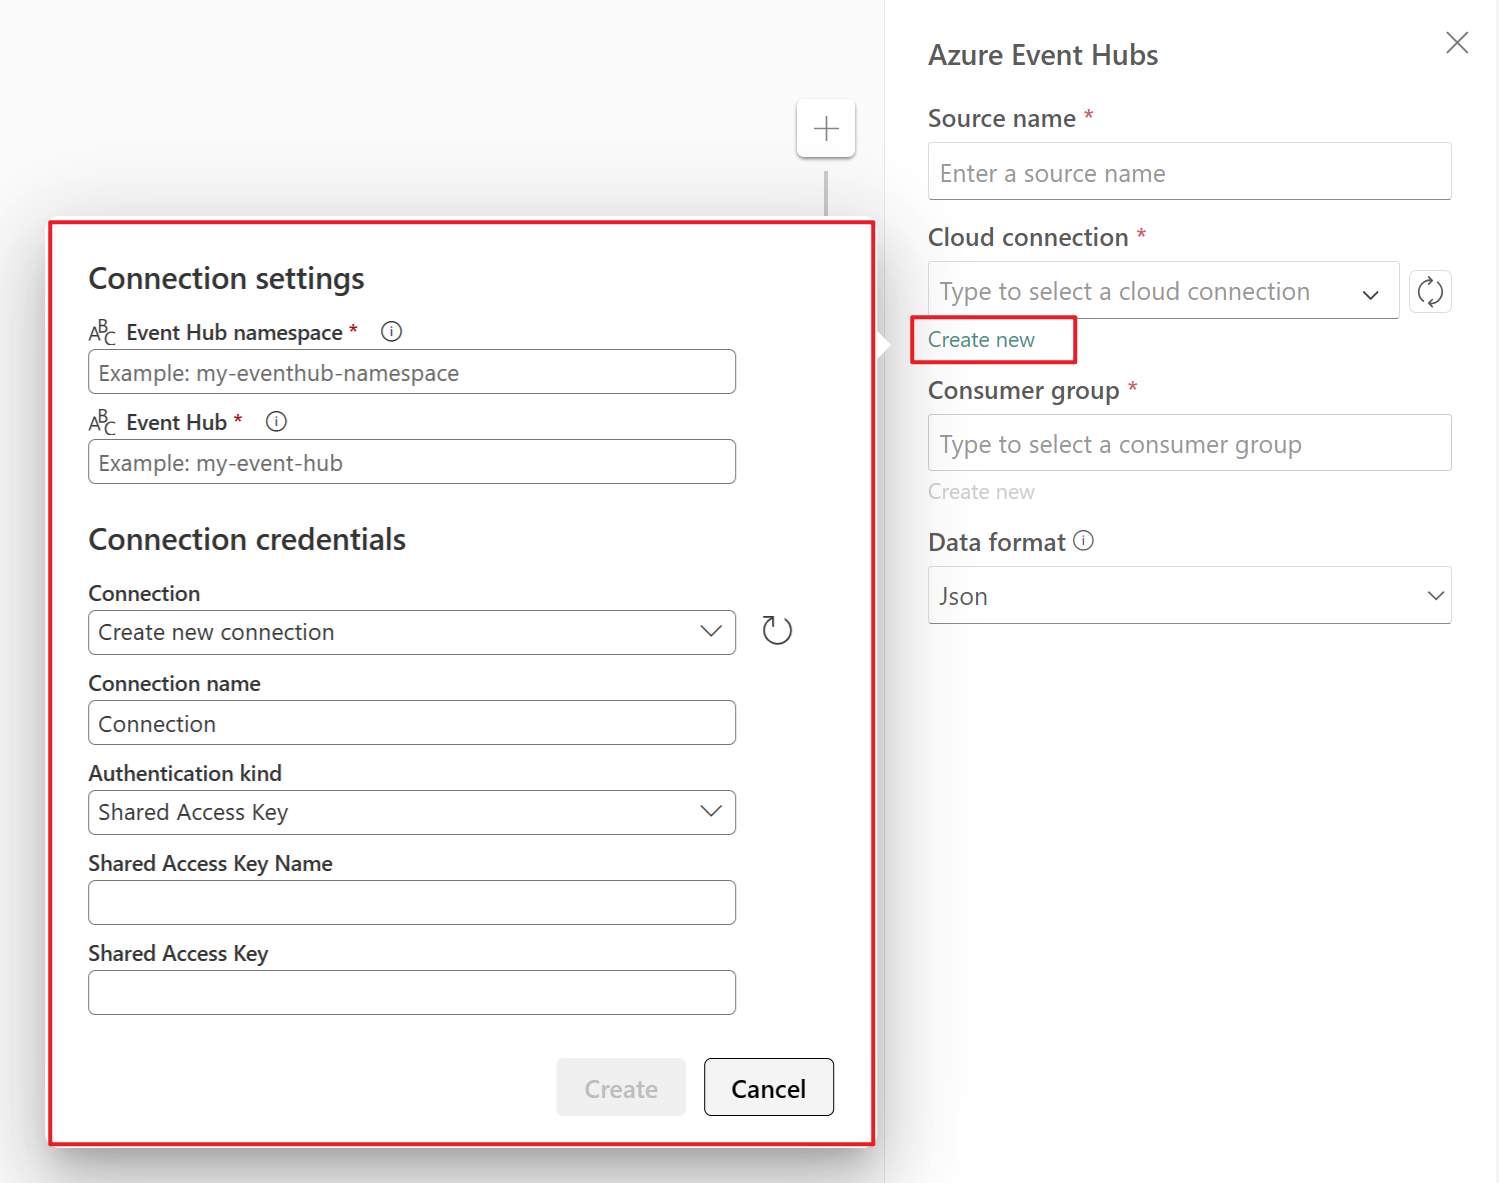 Azure Event Hubs
Source name *
Enter a source name
Cloud connection *
Type to select a cloud connection
Create new
Consumer group *
Type to select a consumer group
Create new
Data format
Json
Connection settings
ABC Event Hub namespace *
Example: my-eventhub-namespace
ABC Event Hub *
Example: my-event-hub
Connection credentials
Connection
Create new connection
Connection name
Connection
Authentication kind
Shared Access Key
Shared Access Key Name
Shared Access Key
Create Cancel